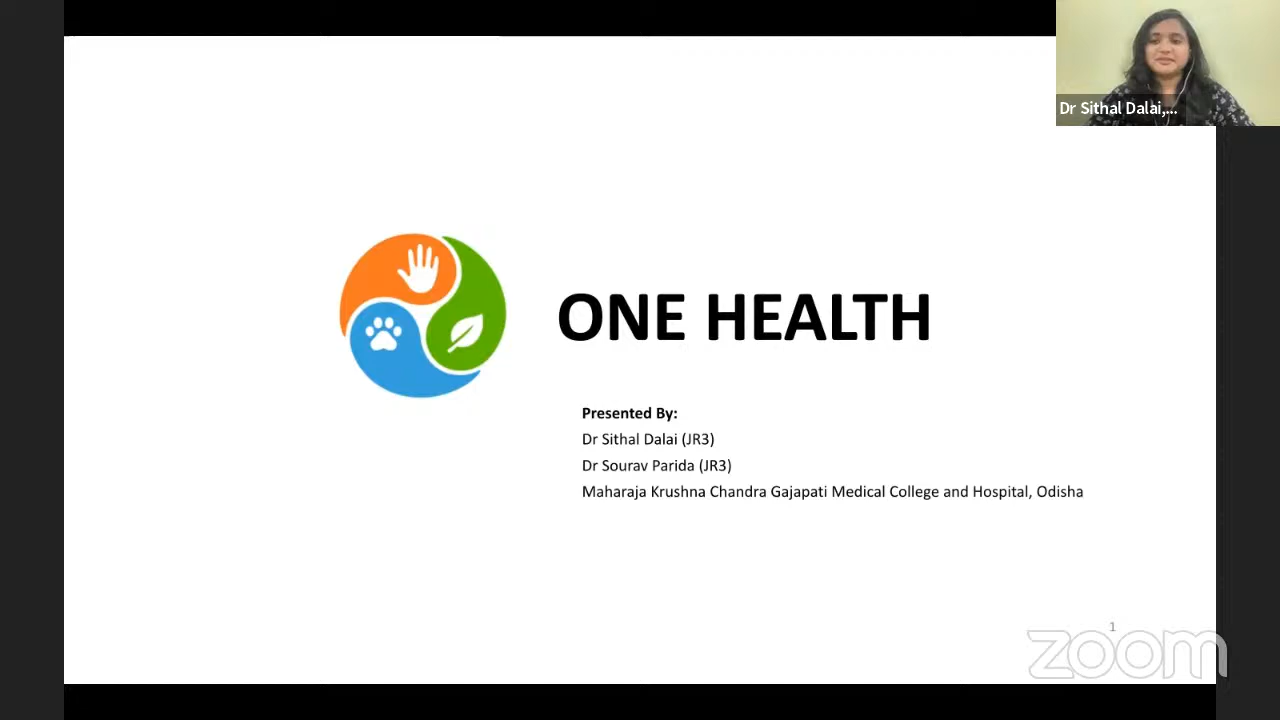 Dr Sithal Dalai,...
ONE HEALTH
Presented By:
Dr Sithal Dalai (JR3)
Dr Sourav Parida (JR3)
Maharaja Krushna Chandra Gajapati Medical College and Hospital, Odisha
1
zoom